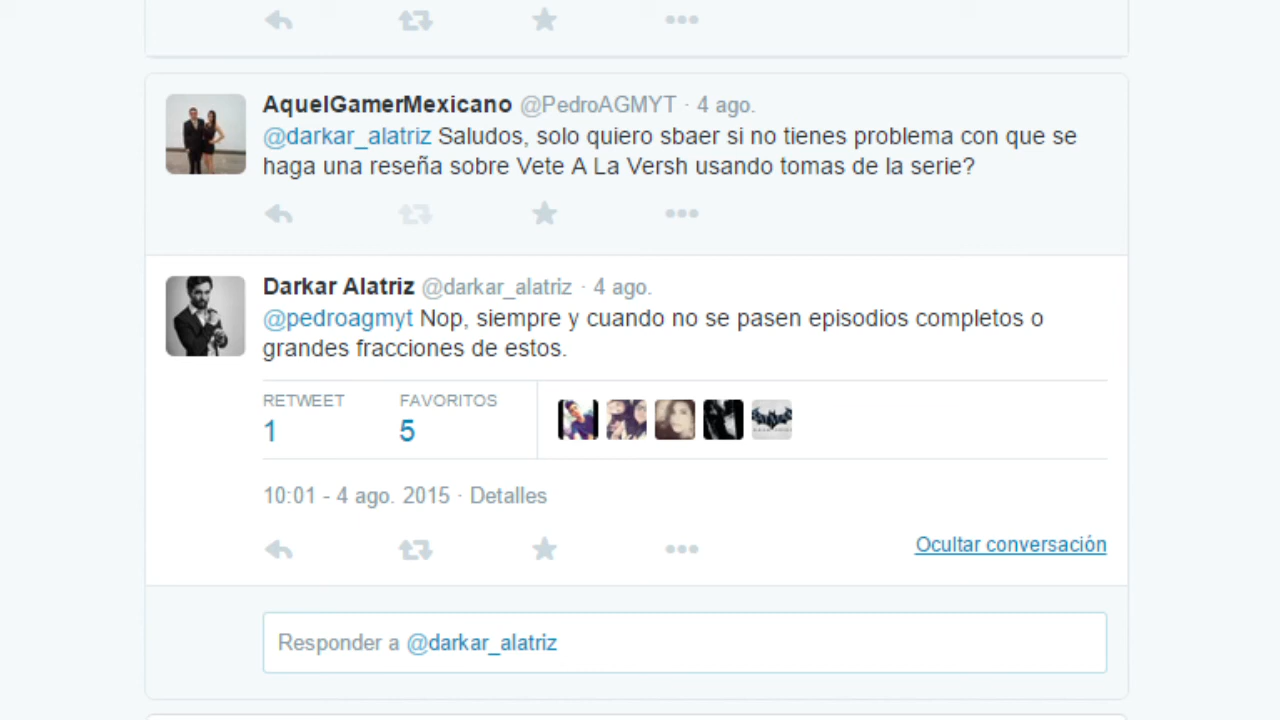 AquelGamerMexicano @PedroAGMYT · 4 ago.
@darkar_alatriz Saludos, solo quiero sbaer si no tienes problema con que se
haga una reseña sobre Vete A La Versh usando tomas de la serie?
Darkar Alatriz @darkar_alatriz · 4 ago.
@pedroagmyt Nop, siempre y cuando no se pasen episodios completos o
grandes fracciones de estos.
RETWEET FAVORITOS
1 5
10:01 - 4 ago. 2015 · Detalles
Ocultar conversación
Responder a @darkar_alatriz